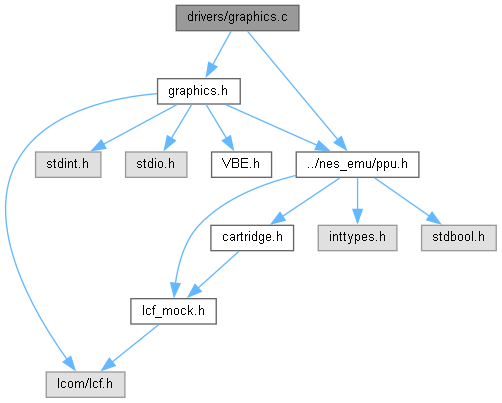 drivers/graphics.c
graphics.h
stdint.h
stdio.h
VBE.h
../nes_emu/ppu.h
cartridge.h
inttypes.h
stdbool.h
lcf_mock.h
lcom/lcf.h